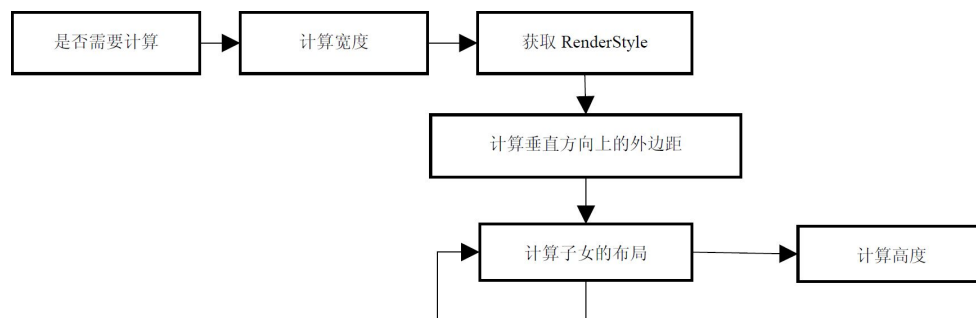 是否需要计算
计算宽度
获取 RenderStyle
计算垂直方向上的外边距
计算子女的布局
计算高度